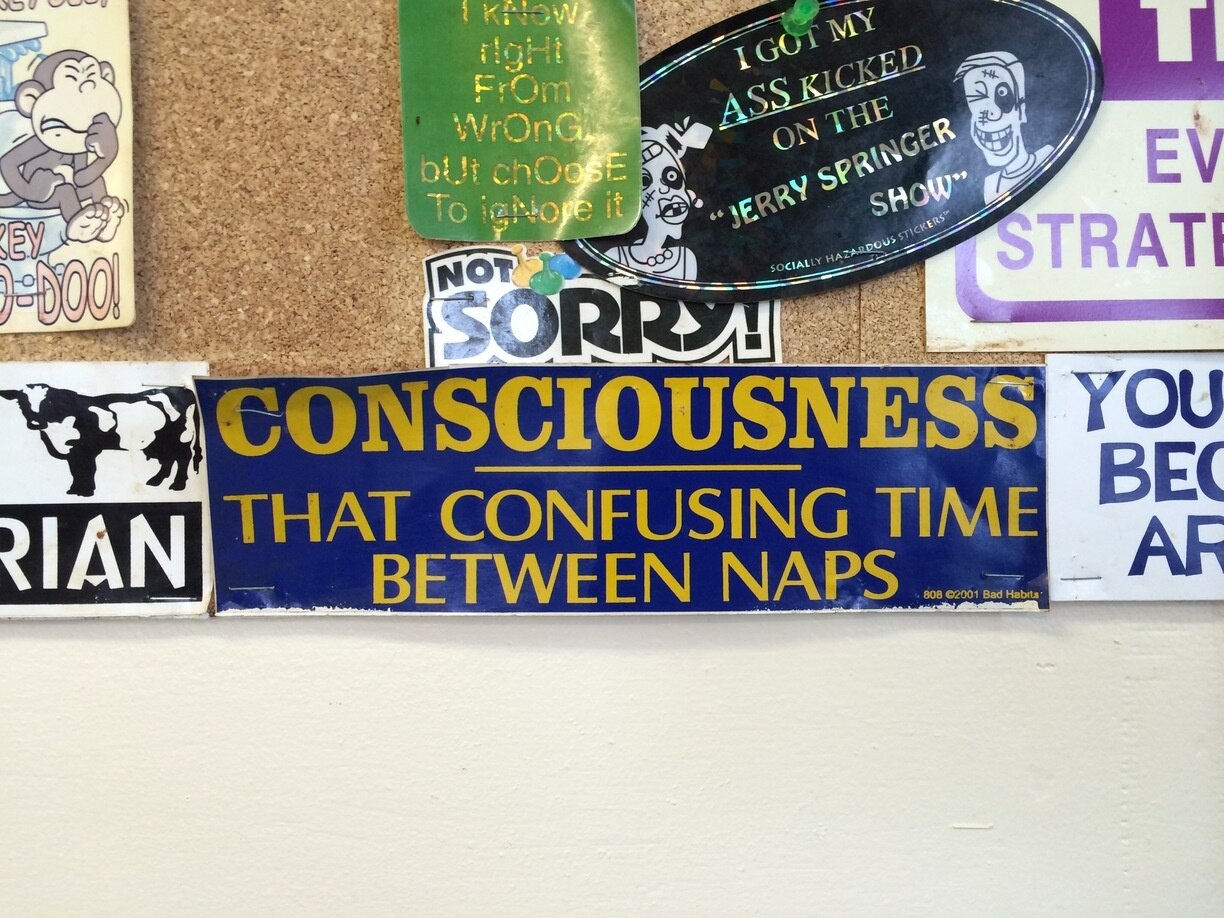 I kNow
rIgHt
FrOm
WrOnG,
bUt chOosE
To igNore it
I GOT MY
ASS KICKED
ON THE
"JERRY SPRINGER
SHOW"
SOCIALLY HAZARDOUS STICKERS™
EV
STRATE
KEY
O-DOO!
NOT
SORRY!
RIAN
CONSCIOUSNESS
THAT CONFUSING TIME
BETWEEN NAPS
808 ©2001 Bad Habits
YOU
BEC
AR